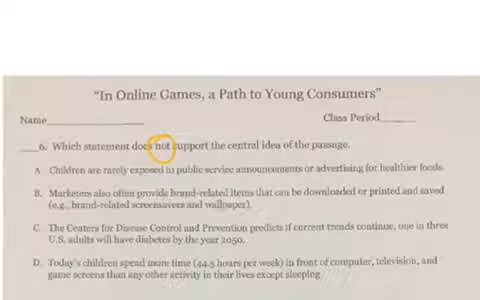 "In Online Games, a Path to Young Consumers"
Name____________ Class Period_____
___6. Which statement does not support the central idea of the passage.
A. Children are rarely exposed to public service announcements or advertising for healthier foods.
B. Marketers also often provide brand-related items that can be downloaded or printed and saved
(e.g., brand-related screensavers and wallpaper).
C. The Centers for Disease Control and Prevention predicts if current trends continue, one in three
U.S. adults will have diabetes by the year 2050.
D. Today's children spend more time (44.5 hours per week) in front of computer, television, and
game screens than any other activity in their lives except sleeping